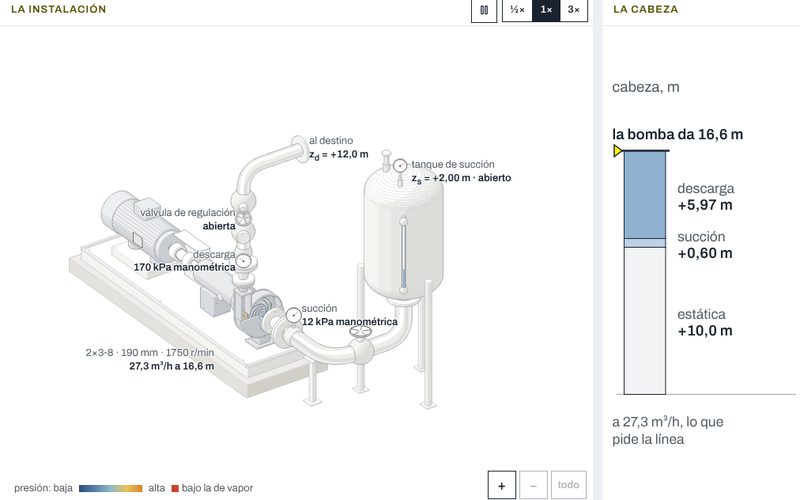 LA INSTALACIÓN
½×
1×
3×
LA CABEZA
al destino
zd = +12,0 m
tanque de succión
zs = +2,00 m · abierto
válvula de regulación
abierta
descarga
170 kPa manométrica
succión
12 kPa manométrica
2×3-8 · 190 mm · 1750 r/min
27,3 m³/h a 16,6 m
presión: baja
alta
bajo la de vapor
+
−
todo
cabeza, m
la bomba da 16,6 m
descarga
+5,97 m
succión
+0,60 m
estática
+10,0 m
a 27,3 m³/h, lo que
pide la línea